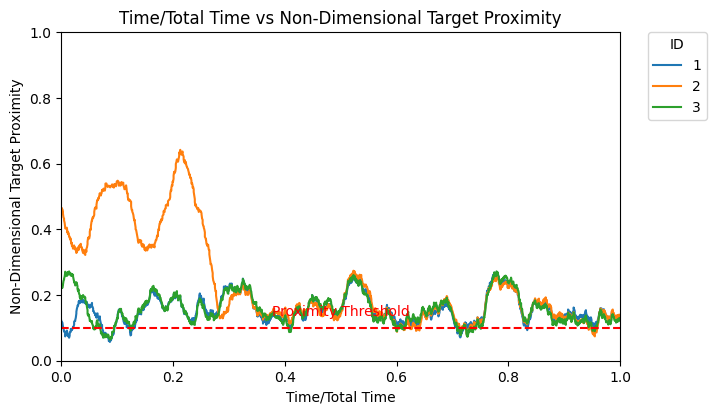 Time/Total Time vs Non-Dimensional Target Proximity
ID
1
2
3
Non-Dimensional Target Proximity
1.0
0.8
0.6
0.4
0.2
0.0
Proximity Threshold
0.0 0.2 0.4 0.6 0.8 1.0
Time/Total Time